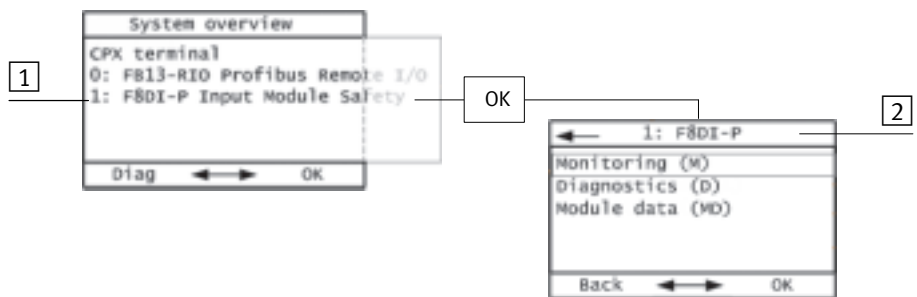 System overview
CPX terminal
0: FB13-RIO Profibus Remote I/O
1: F8DI-P Input Module Safety
Diag OK
1
OK
2
1: F8DI-P
Monitoring (M)
Diagnostics (D)
Module data (MD)
Back OK